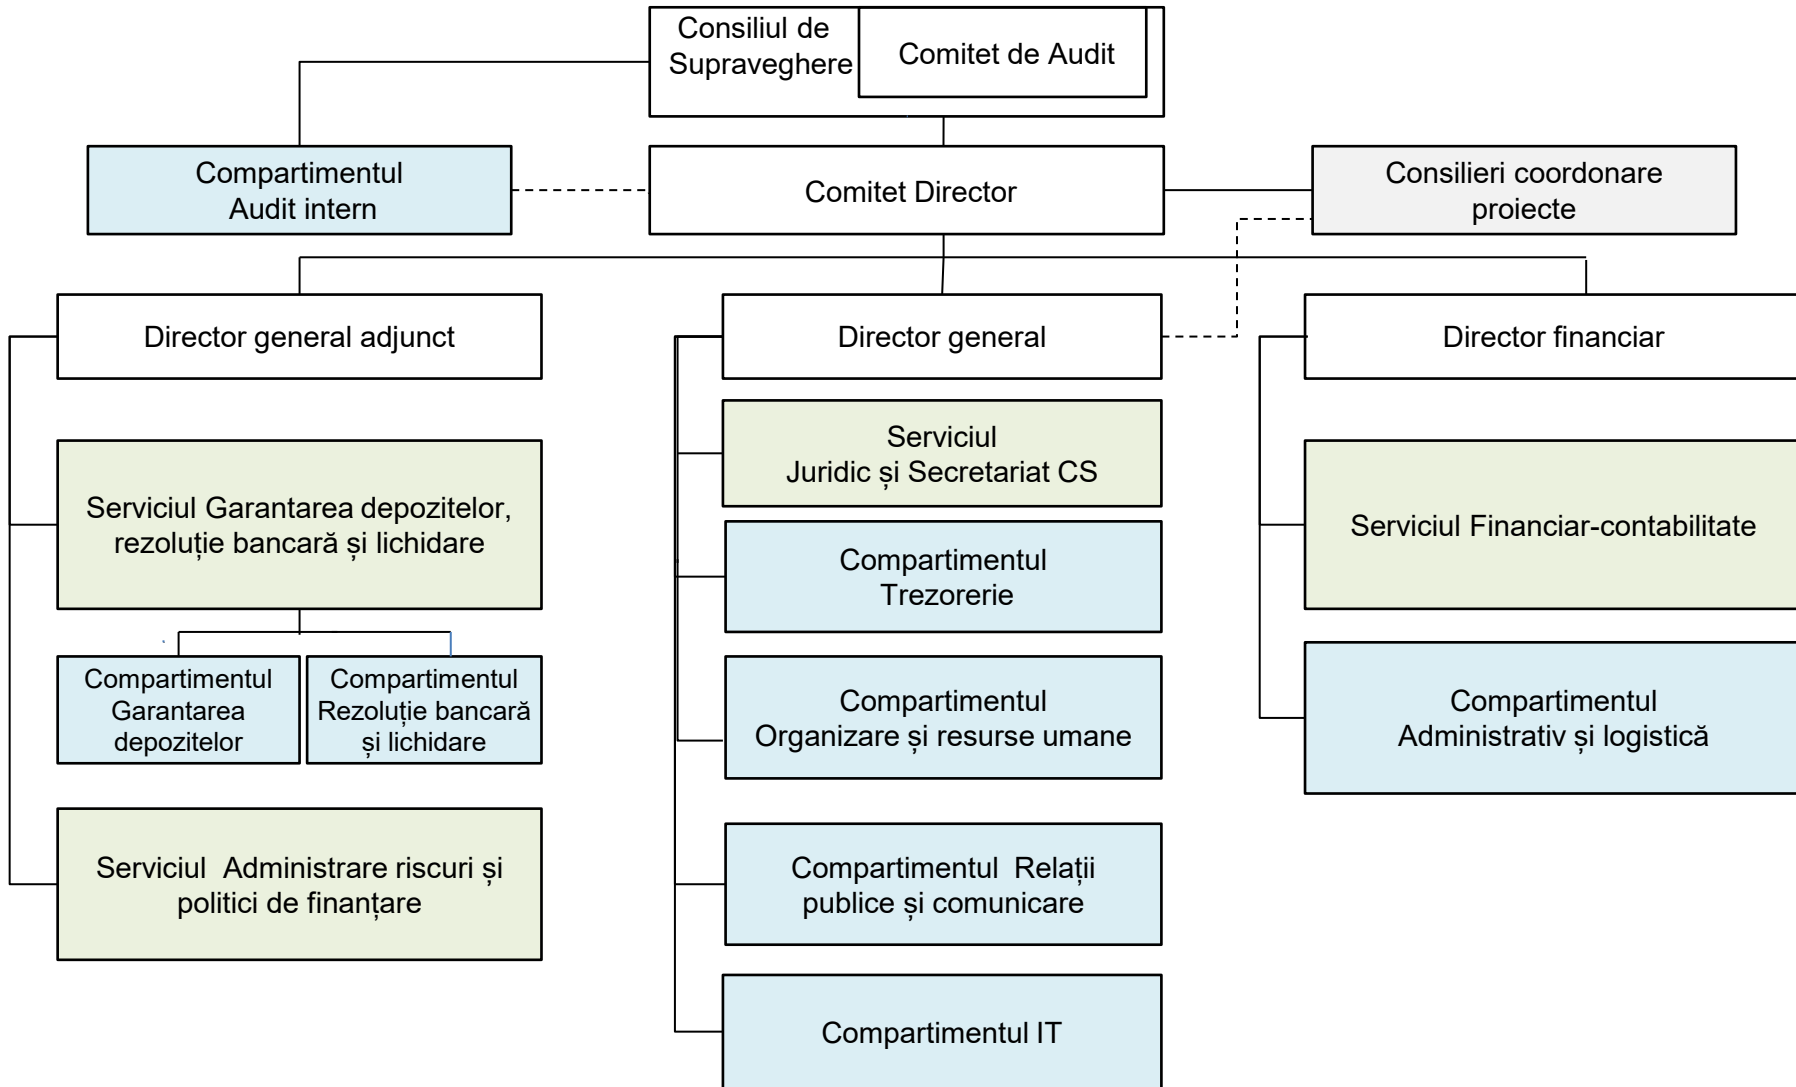 Consiliul de
Supraveghere
Comitet de Audit
Compartimentul
Audit intern
Comitet Director
Consilieri coordonare
proiecte
Director general adjunct
Director general
Director financiar
Serviciul Garantarea depozitelor,
rezoluție bancară și lichidare
Compartimentul
Garantarea
depozitelor
Compartimentul
Rezoluție bancară
și lichidare
Serviciul  Administrare riscuri și
politici de finanțare
Serviciul
Juridic și Secretariat CS
Compartimentul
Trezorerie
Compartimentul
Organizare și resurse umane
Compartimentul  Relații
publice și comunicare
Compartimentul IT
Serviciul Financiar-contabilitate
Compartimentul
Administrativ și logistică